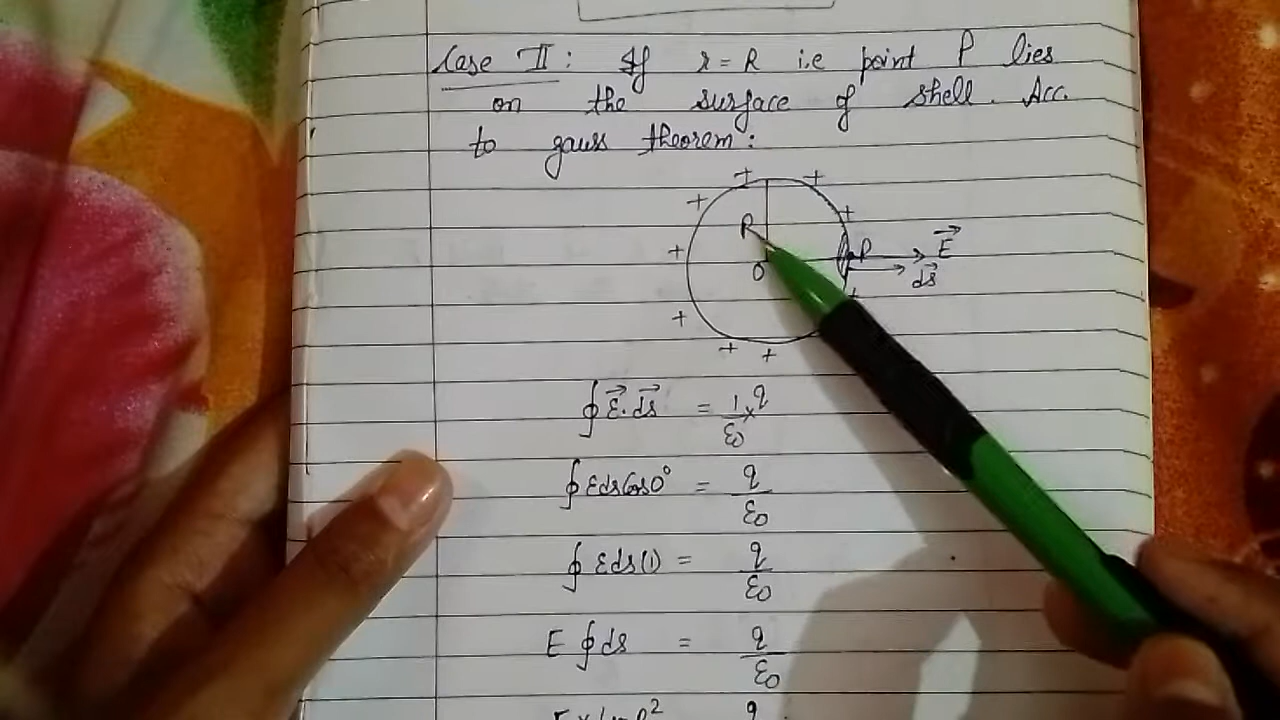 Case II : If r = R i.e point P lies
on the surface of shell. Acc.
to gauss theorem:
+ +
+ +
R
+ P E⃗
O ds⃗
+
+
+ +
∮ E⃗. ds⃗ = 1/ε0 × q
∮ Eds Cos0° = q/ε0
∮ Eds(1) = q/ε0
E ∮ ds = q/ε0